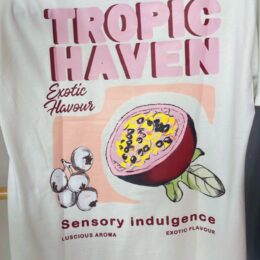 TROPIC
HAVEN
Exotic
Flavour
Sensory indulgence
LUSCIOUS AROMA EXOTIC FLAVOUR